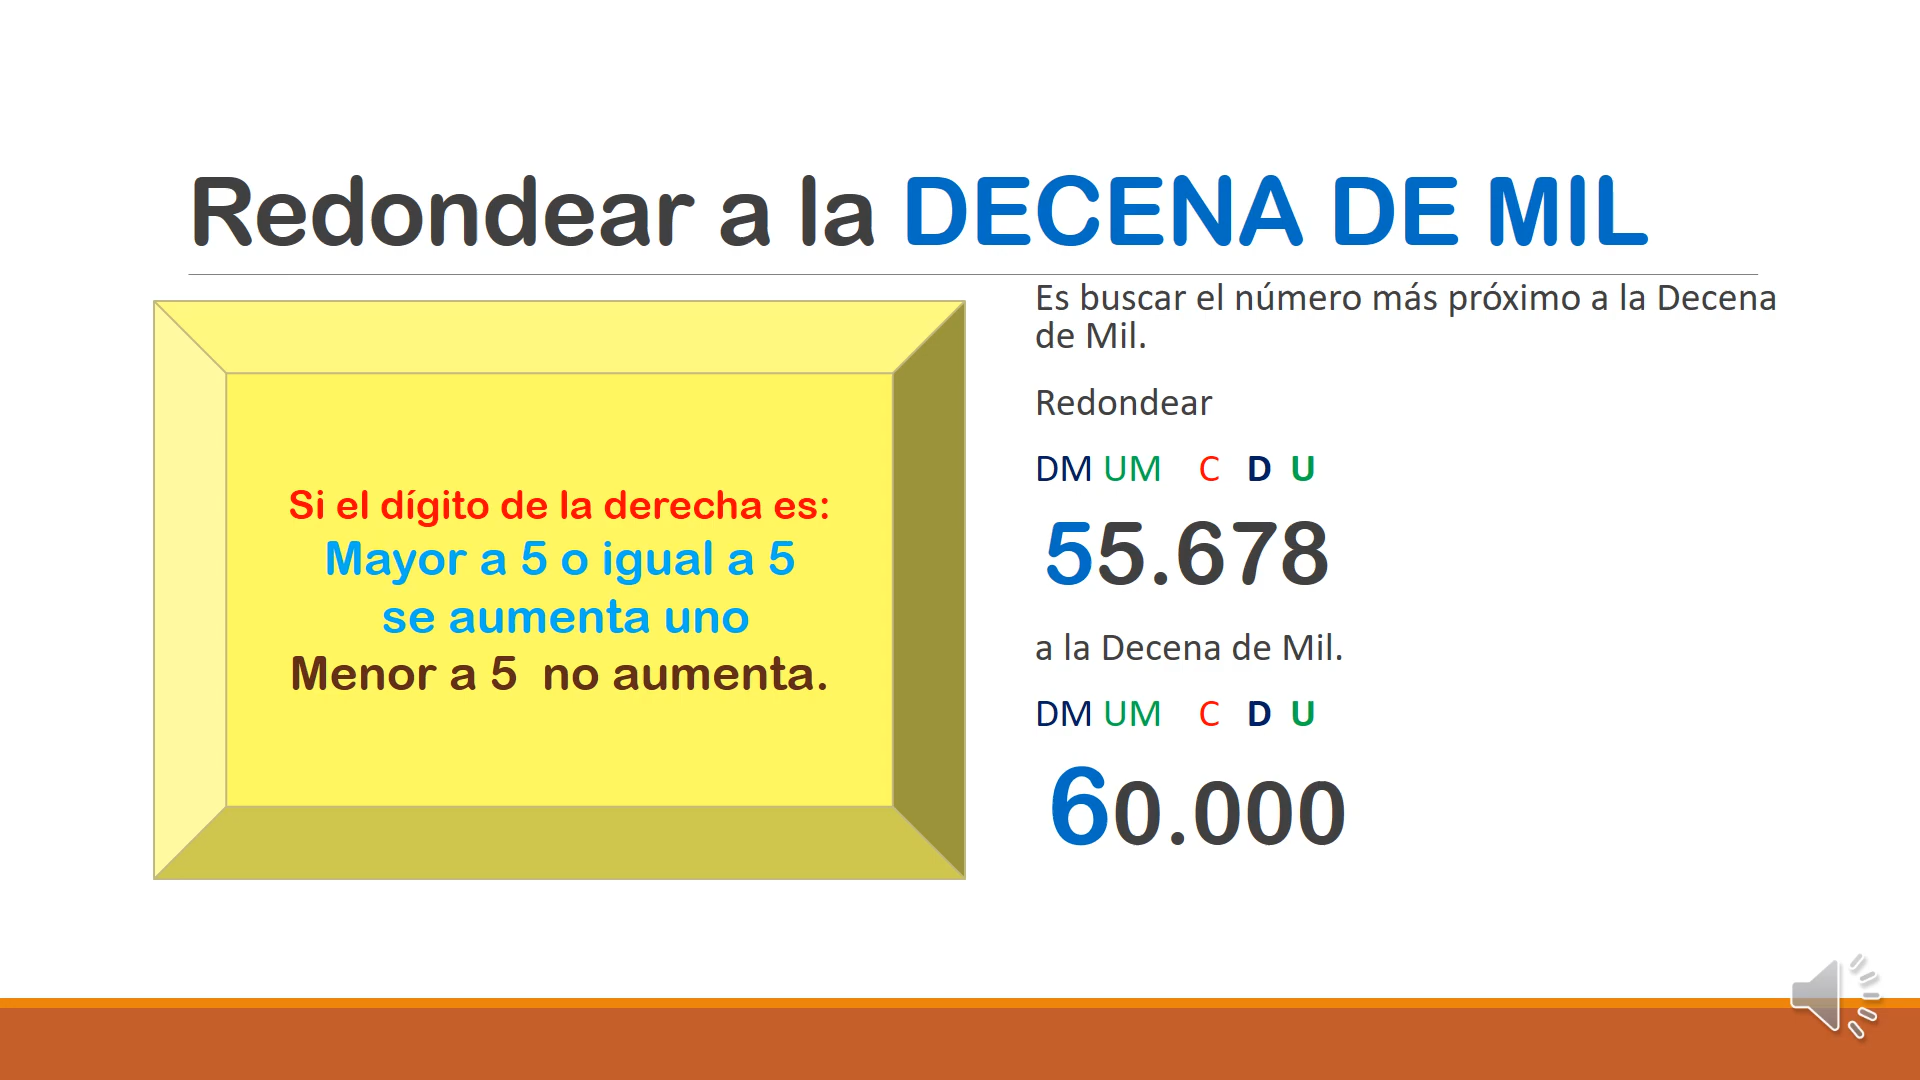 Redondear a la DECENA DE MIL
Si el dígito de la derecha es:
Mayor a 5 o igual a 5
se aumenta uno
Menor a 5 no aumenta.
Es buscar el número más próximo a la Decena
de Mil.
Redondear
DM UM C D U
55.678
a la Decena de Mil.
DM UM C D U
60.000